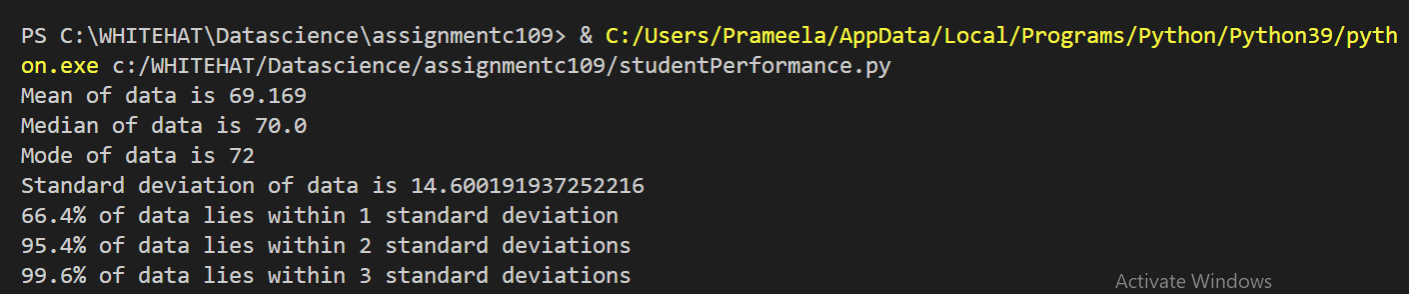 PS C:\WHITEHAT\Datascience\assignmentc109> & C:/Users/Prameela/AppData/Local/Programs/Python/Python39/pyth
on.exe c:/WHITEHAT/Datascience/assignmentc109/studentPerformance.py
Mean of data is 69.169
Median of data is 70.0
Mode of data is 72
Standard deviation of data is 14.600191937252216
66.4% of data lies within 1 standard deviation
95.4% of data lies within 2 standard deviations
99.6% of data lies within 3 standard deviations
Activate Windows